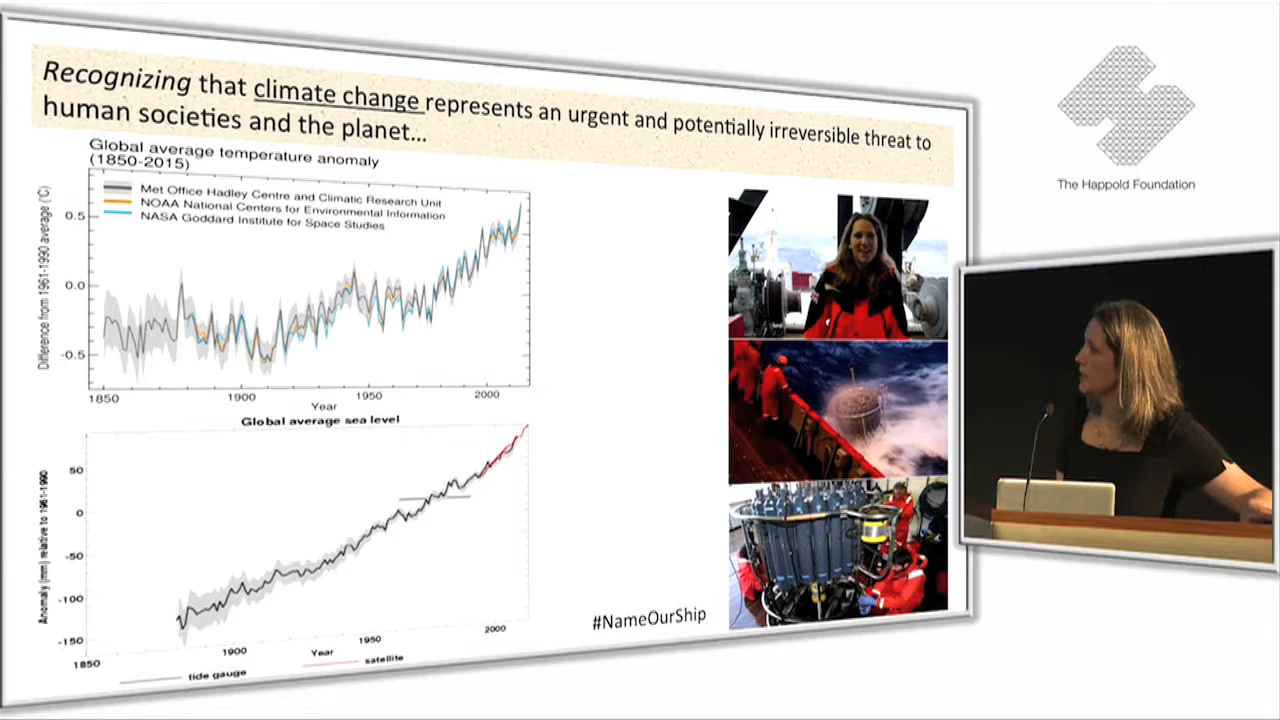 Recognizing that climate change represents an urgent and potentially irreversible threat to
human societies and the planet...
Global average temperature anomaly
(1850-2015)
Met Office Hadley Centre and Climatic Research Unit
NOAA National Centers for Environmental Information
NASA Goddard Institute for Space Studies
Difference from 1961-1990 average (°C)
0.5
0.0
-0.5
1850 1900 1950 2000
Year
Global average sea level
Anomaly (mm) relative to 1961-1990
50
0
-50
-100
-150
1850 1900 1950 2000
Year
tide gauge satellite
#NameOurShip
The Happold Foundation